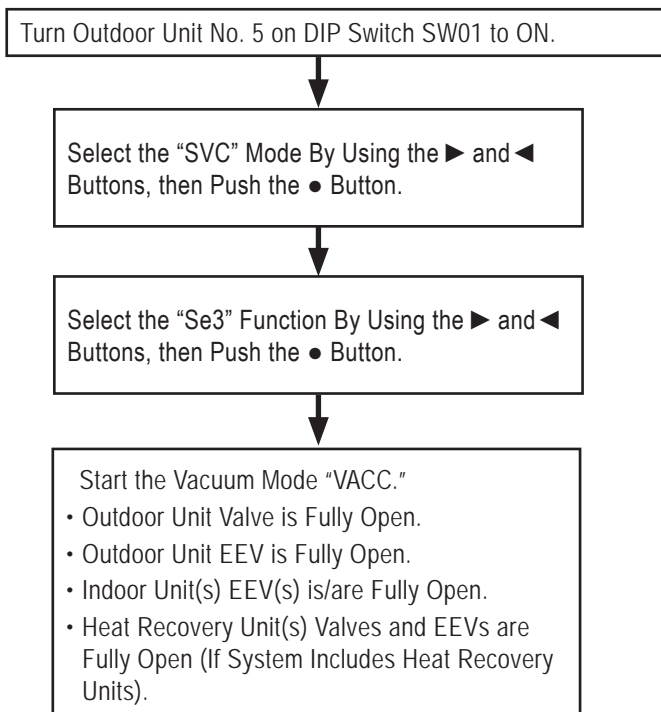 Turn Outdoor Unit No. 5 on DIP Switch SW01 to ON.
Select the “SVC” Mode By Using the ► and ◄
Buttons, then Push the ● Button.
Select the “Se3” Function By Using the ► and ◄
Buttons, then Push the ● Button.
Start the Vacuum Mode “VACC.”
• Outdoor Unit Valve is Fully Open.
• Outdoor Unit EEV is Fully Open.
• Indoor Unit(s) EEV(s) is/are Fully Open.
• Heat Recovery Unit(s) Valves and EEVs are
Fully Open (If System Includes Heat Recovery
Units).